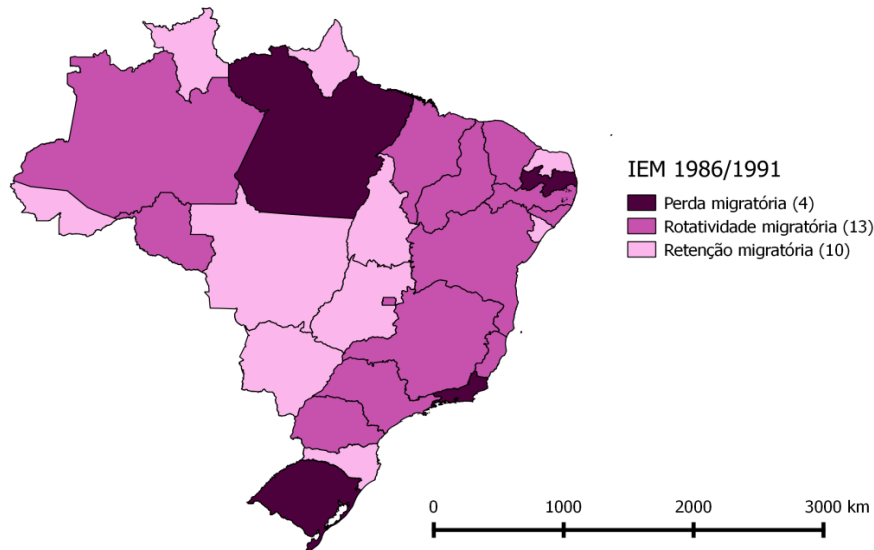 IEM 1986/1991
Perda migratória (4)
Rotatividade migratória (13)
Retenção migratória (10)
0 1000 2000 3000 km